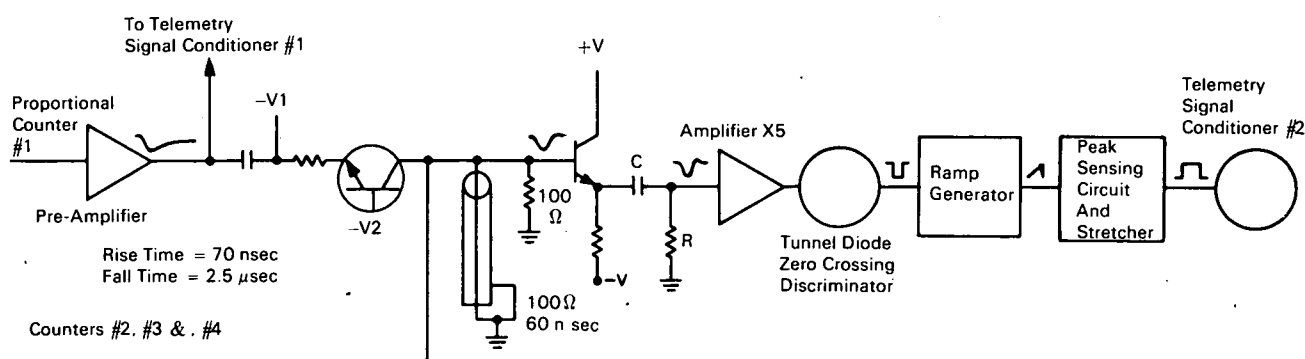 To Telemetry
Signal Conditioner #1
Proportional
Counter
#1
Pre-Amplifier
Rise Time = 70 nsec
Fall Time = 2.5 μsec
Counters #2, #3 & . #4
–V1
–V2
100Ω
60 n sec
100
Ω
+V
–V
C
R
Amplifier X5
Tunnel Diode
Zero Crossing
Discriminator
Ramp
Generator
Peak
Sensing
Circuit
And
Stretcher
Telemetry
Signal
Conditioner #2